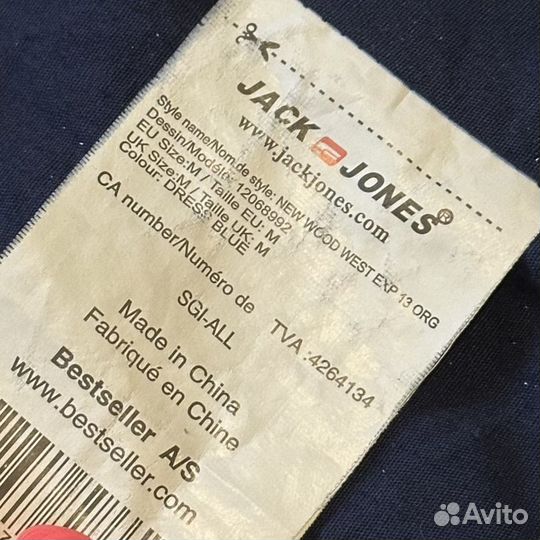 JACK JONES®
www.jackjones.com
Style name/Nom de style: NEW WOOD WEST EXP 13 ORG
Dessin/Modèle: 12068992
EU Size:M / Taille EU: M
UK Size:M / Taille UK: M
Colour: DRESS BLUE
CA number/Numéro de TVA :4264134
SGI-ALL
Made in China
Fabriqué en Chine
Bestseller A/S
www.bestseller.com
Avito